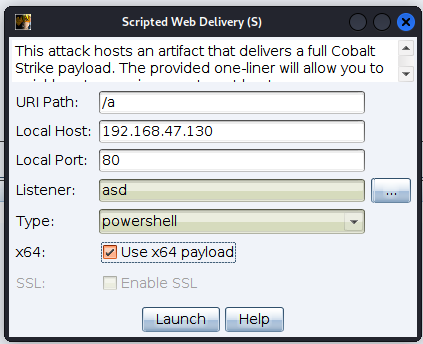 Scripted Web Delivery (S)
This attack hosts an artifact that delivers a full Cobalt
Strike payload. The provided one-liner will allow you to
URI Path: /a
Local Host: 192.168.47.130
Local Port: 80
Listener: asd ...
Type: powershell
x64: Use x64 payload
SSL: Enable SSL
Launch Help